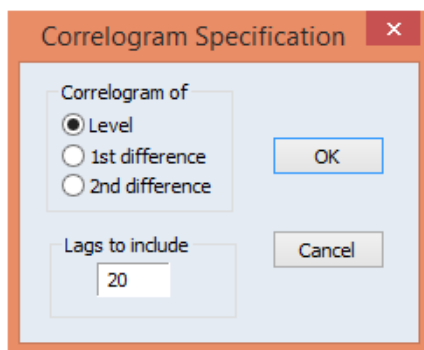 Correlogram Specification
Correlogram of
Level
1st difference
2nd difference
OK
Lags to include
20
Cancel